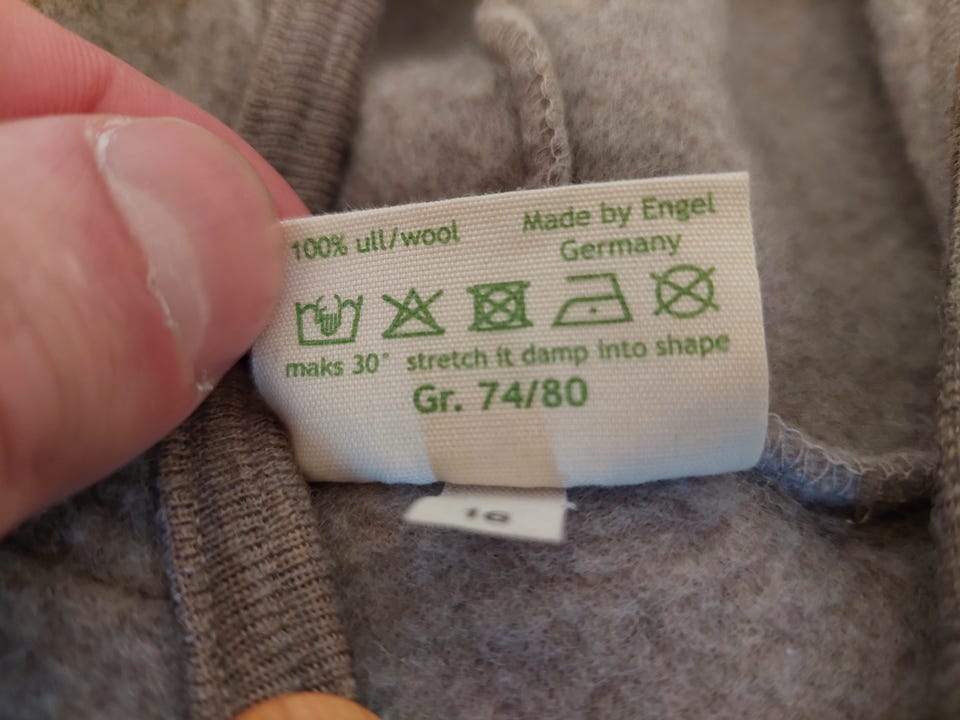 100% ull/wool
Made by Engel
Germany
maks 30° stretch it damp into shape
Gr. 74/80